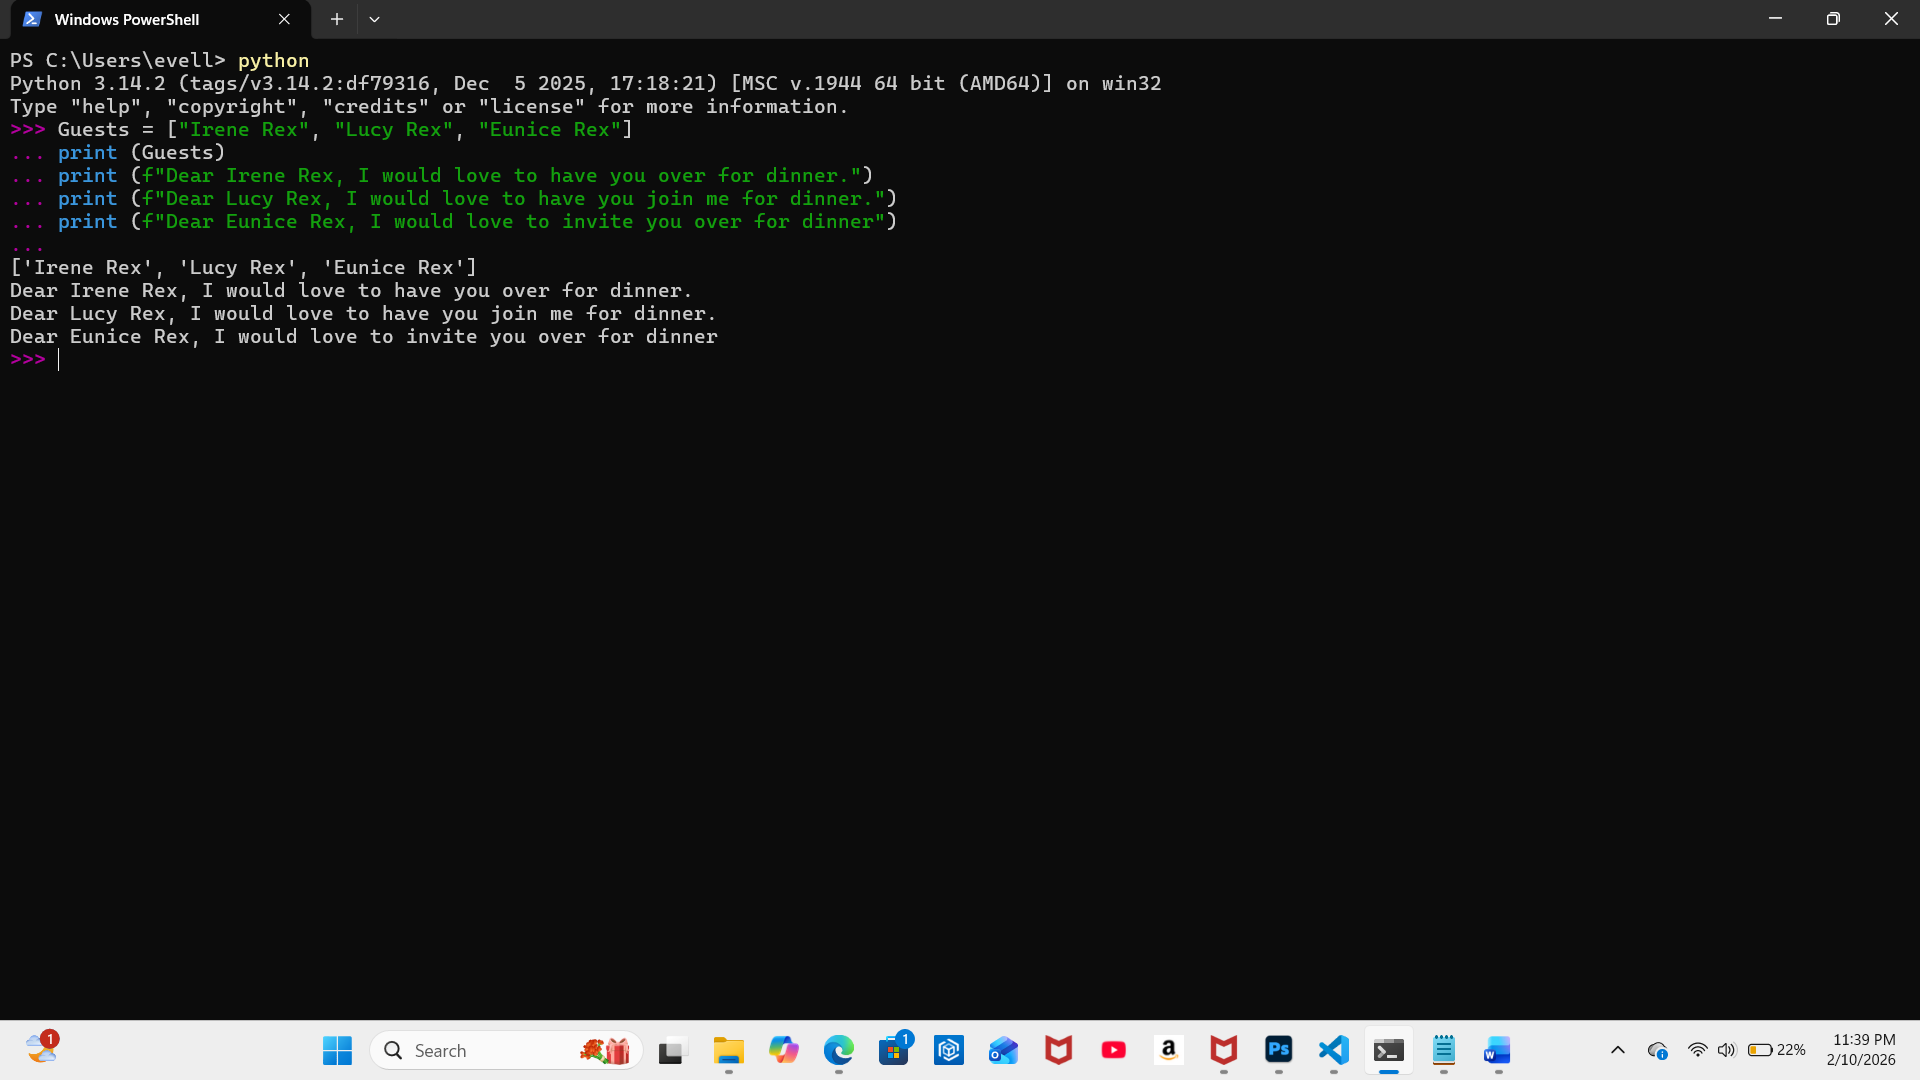 Windows PowerShell
PS C:\Users\evell> python
Python 3.14.2 (tags/v3.14.2:df79316, Dec  5 2025, 17:18:21) [MSC v.1944 64 bit (AMD64)] on win32
Type "help", "copyright", "credits" or "license" for more information.
>>> Guests = ["Irene Rex", "Lucy Rex", "Eunice Rex"]
... print (Guests)
... print (f"Dear Irene Rex, I would love to have you over for dinner.")
... print (f"Dear Lucy Rex, I would love to have you join me for dinner.")
... print (f"Dear Eunice Rex, I would love to invite you over for dinner")
...
['Irene Rex', 'Lucy Rex', 'Eunice Rex']
Dear Irene Rex, I would love to have you over for dinner.
Dear Lucy Rex, I would love to have you join me for dinner.
Dear Eunice Rex, I would love to invite you over for dinner
>>>
1
Search
1
a
Ps
W
22%
11:39 PM
2/10/2026